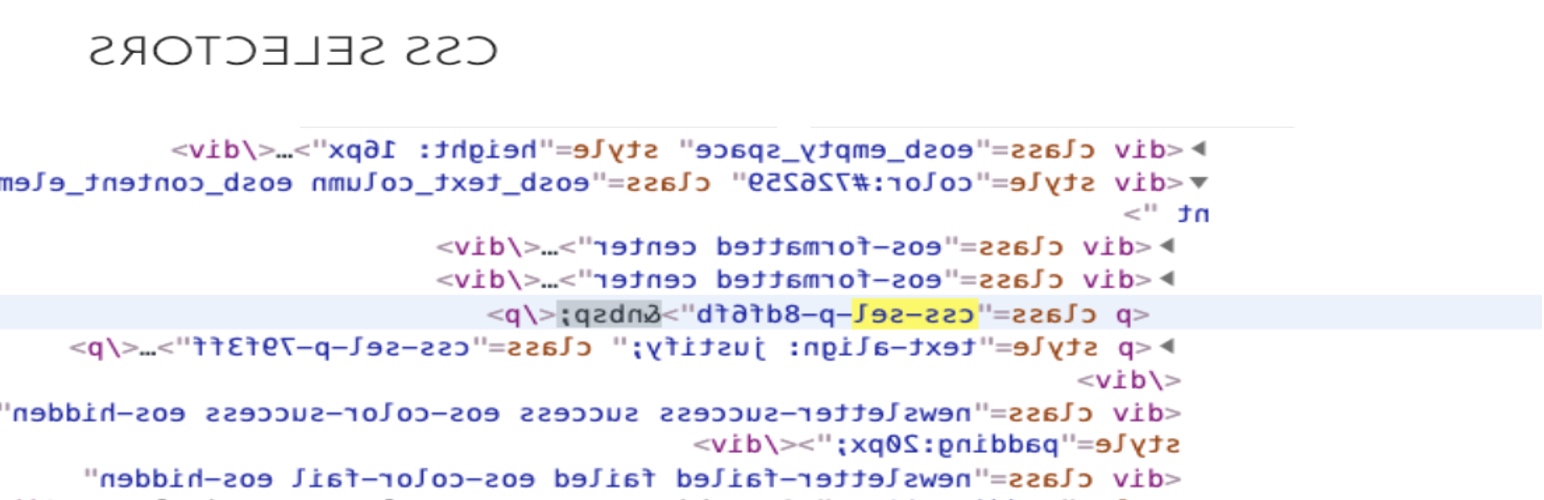 CSS SELECTORS
▶<div class="eosb_empty_space" style="height: 16px">…</div>
▼<div style="color:#726259" class="eosb_text_column eosb_content_elem
nt ">
▶<div class="eos-formatted center">…</div>
▶<div class="eos-formatted center">…</div>
<p class="css-sel-p-8df6fb">&nbsp;</p>
▶<p style="text-align: justify;" class="css-sel-p-79f3ff">…</p>
</div>
<div class="newsletter-success success eos-color-success eos-hidden"
style="padding:20px;"></div>
<div class="newsletter-failed failed eos-color-fail eos-hidden"